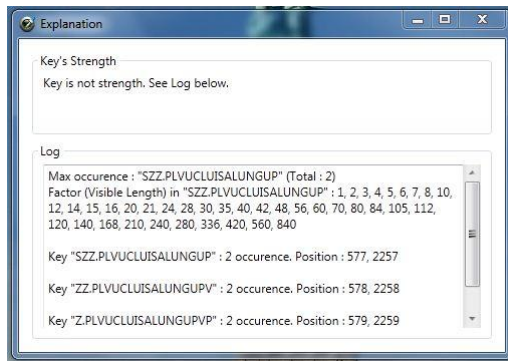 Explanation
Key's Strength
Key is not strength. See Log below.
Log
Max occurence : "SZZ.PLVUCLUISALUNGUP" (Total : 2)
Factor (Visible Length) in "SZZ.PLVUCLUISALUNGUP" : 1, 2, 3, 4, 5, 6, 7, 8, 10,
12, 14, 15, 16, 20, 21, 24, 28, 30, 35, 40, 42, 48, 56, 60, 70, 80, 84, 105, 112,
120, 140, 168, 210, 240, 280, 336, 420, 560, 840
Key "SZZ.PLVUCLUISALUNGUP" : 2 occurence. Position : 577, 2257
Key "ZZ.PLVUCLUISALUNGUPV" : 2 occurence. Position : 578, 2258
Key "Z.PLVUCLUISALUNGUPVP" : 2 occurence. Position : 579, 2259